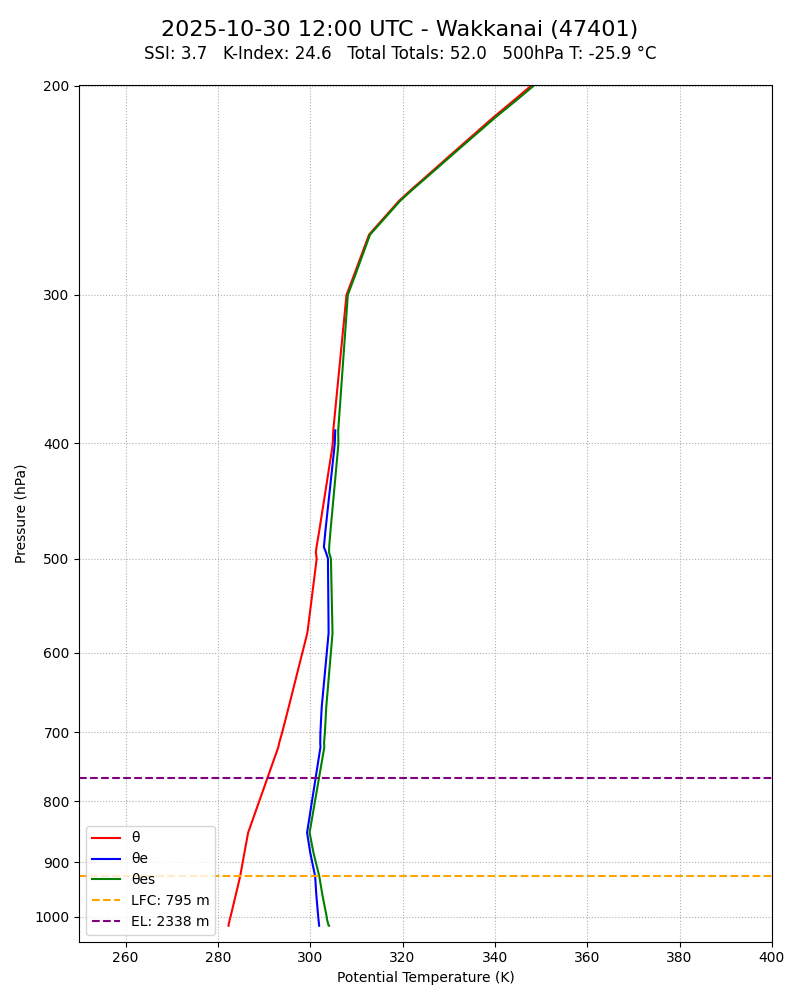 2025-10-30 12:00 UTC - Wakkanai (47401)
SSI: 3.7   K-Index: 24.6   Total Totals: 52.0   500hPa T: -25.9 °C
200
300
400
500
600
700
800
900
1000
Pressure (hPa)
θ
θe
θes
LFC: 795 m
EL: 2338 m
260 280 300 320 340 360 380 400
Potential Temperature (K)